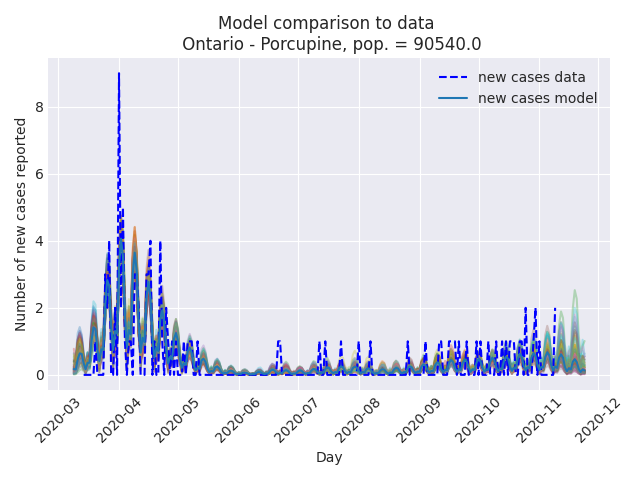 Model comparison to data
Ontario - Porcupine, pop. = 90540.0
new cases data
new cases model
Number of new cases reported
8
6
4
2
0
2020-03
2020-04
2020-05
2020-06
2020-07
2020-08
2020-09
2020-10
2020-11
2020-12
Day